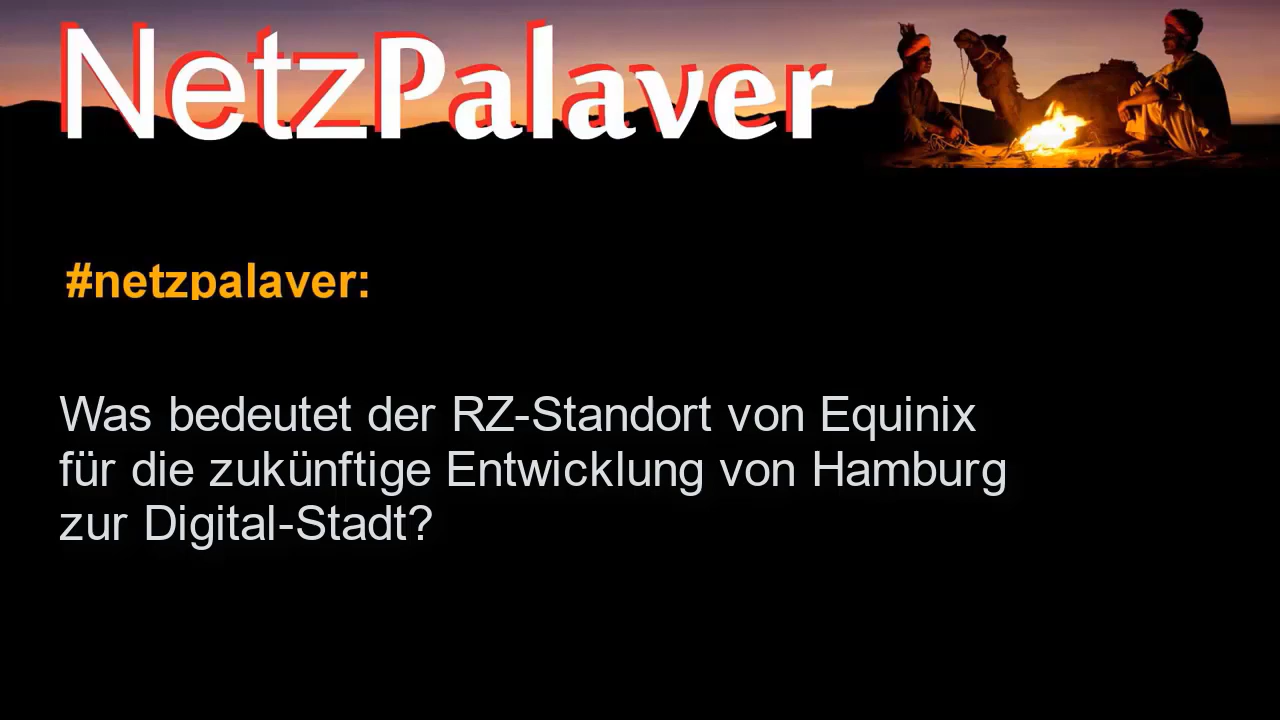 NetzPalaver
#netzpalaver:
Was bedeutet der RZ-Standort von Equinix
für die zukünftige Entwicklung von Hamburg
zur Digital-Stadt?